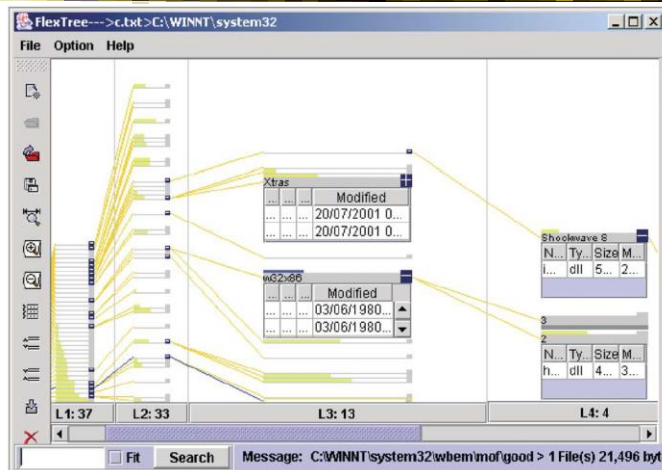 FlexTree--->c.txt>C:\WINNT\system32
File Option Help
Xtras
... ... ... Modified
... ... ... 20/07/2001 0...
... ... ... 20/07/2001 0...
Shockwave 8
N... Ty... Size M...
i... dll 5... 2...
w32x86
... ... ... Modified
... ... ... 03/06/1980...
... ... ... 03/06/1980...
3
2
N... Ty... Size M...
h... dll 4... 3...
L1: 37 L2: 33 L3: 13 L4: 4
Fit Search Message: C:\WINNT\system32\wbem\mof\good > 1 File(s) 21,496 byt